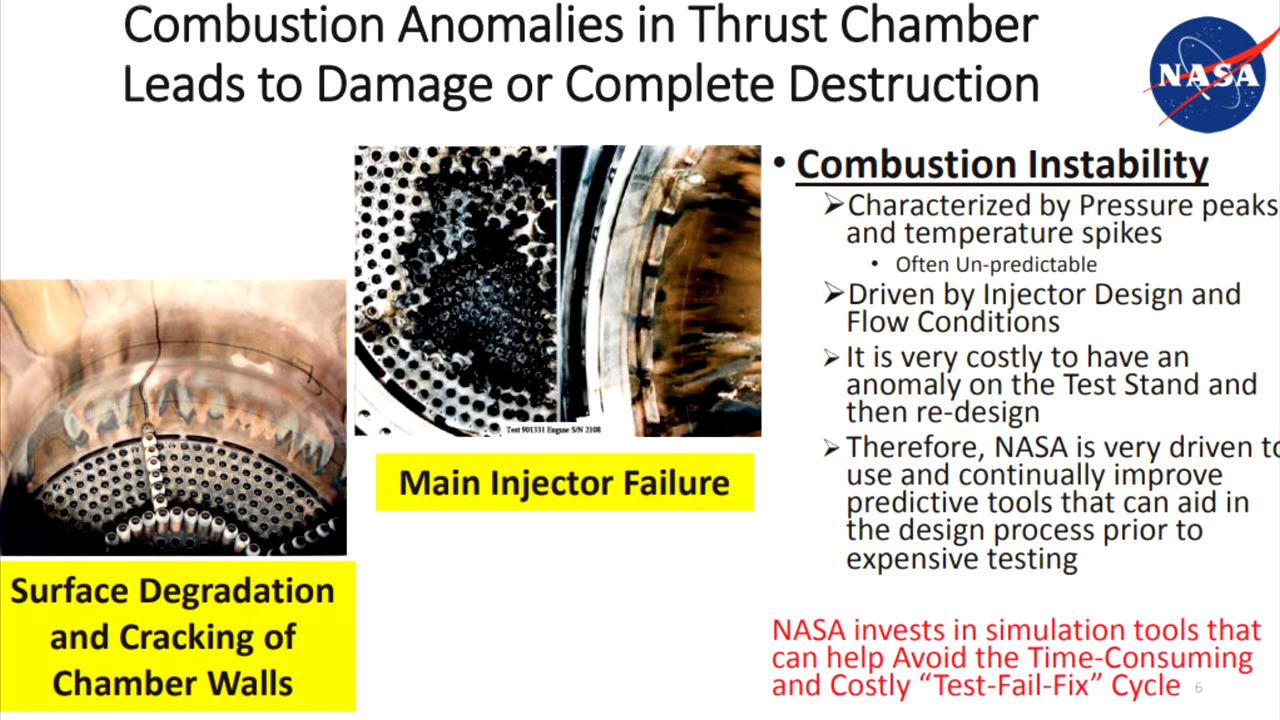 Combustion Anomalies in Thrust Chamber
Leads to Damage or Complete Destruction
NASA
• Combustion Instability
➢Characterized by Pressure peaks
and temperature spikes
• Often Un-predictable
➢Driven by Injector Design and
Flow Conditions
➢It is very costly to have an
anomaly on the Test Stand and
then re-design
➢Therefore, NASA is very driven to
use and continually improve
predictive tools that can aid in
the design process prior to
expensive testing
Test 901331 Engine S/N 2108
Main Injector Failure
Surface Degradation
and Cracking of
Chamber Walls
NASA invests in simulation tools that
can help Avoid the Time-Consuming
and Costly “Test-Fail-Fix” Cycle
6